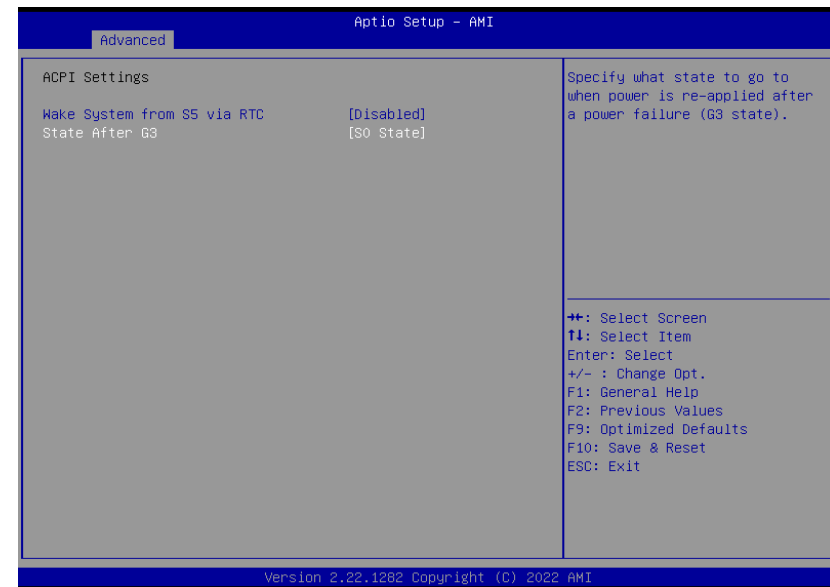 Aptio Setup – AMI
Advanced
ACPI Settings
Wake System from S5 via RTC [Disabled]
State After G3 [S0 State]
Specify what state to go to
when power is re-applied after
a power failure (G3 state).
→←: Select Screen
↑↓: Select Item
Enter: Select
+/- : Change Opt.
F1: General Help
F2: Previous Values
F9: Optimized Defaults
F10: Save & Reset
ESC: Exit
Version 2.22.1282 Copyright (C) 2022 AMI